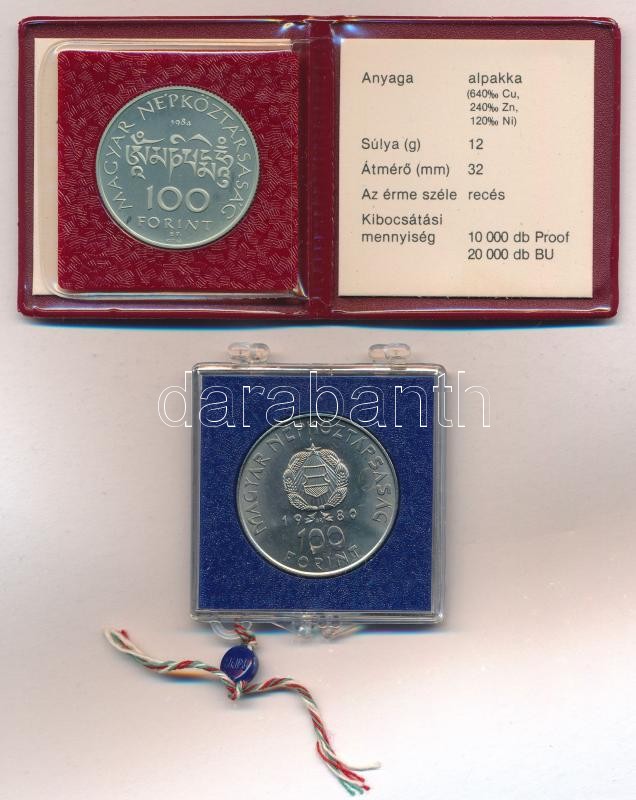 MAGYAR NÉPKÖZTÁRSASÁG
1984
100
FORINT
BP.
Anyaga alpakka
(640‰ Cu,
240‰ Zn,
120‰ Ni)
Súlya (g) 12
Átmérő (mm) 32
Az érme széle recés
Kibocsátási
mennyiség 10 000 db Proof
20 000 db BU
darabanth
MAGYAR NÉPKÖZTÁRSASÁG
1980
100
FORINT